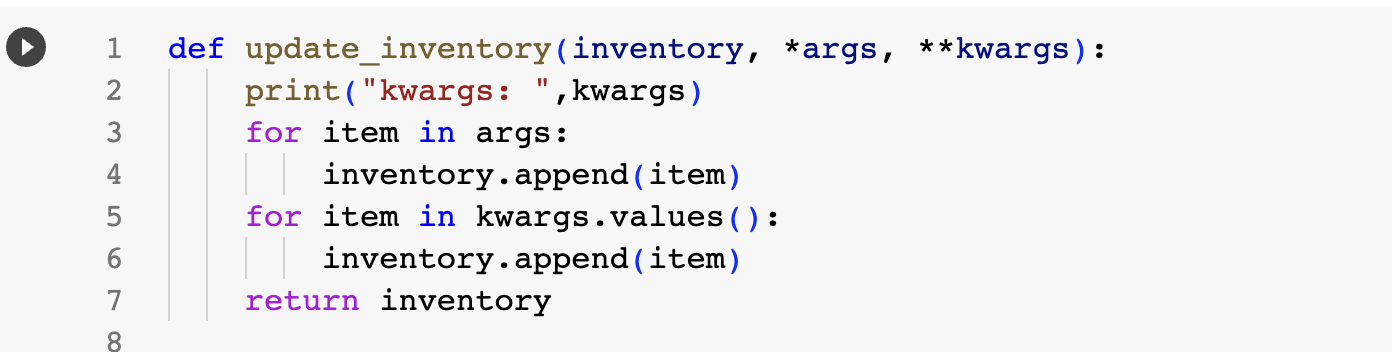 1 def update_inventory(inventory, *args, **kwargs):
2     print("kwargs: ",kwargs)
3     for item in args:
4         inventory.append(item)
5     for item in kwargs.values():
6         inventory.append(item)
7     return inventory
8